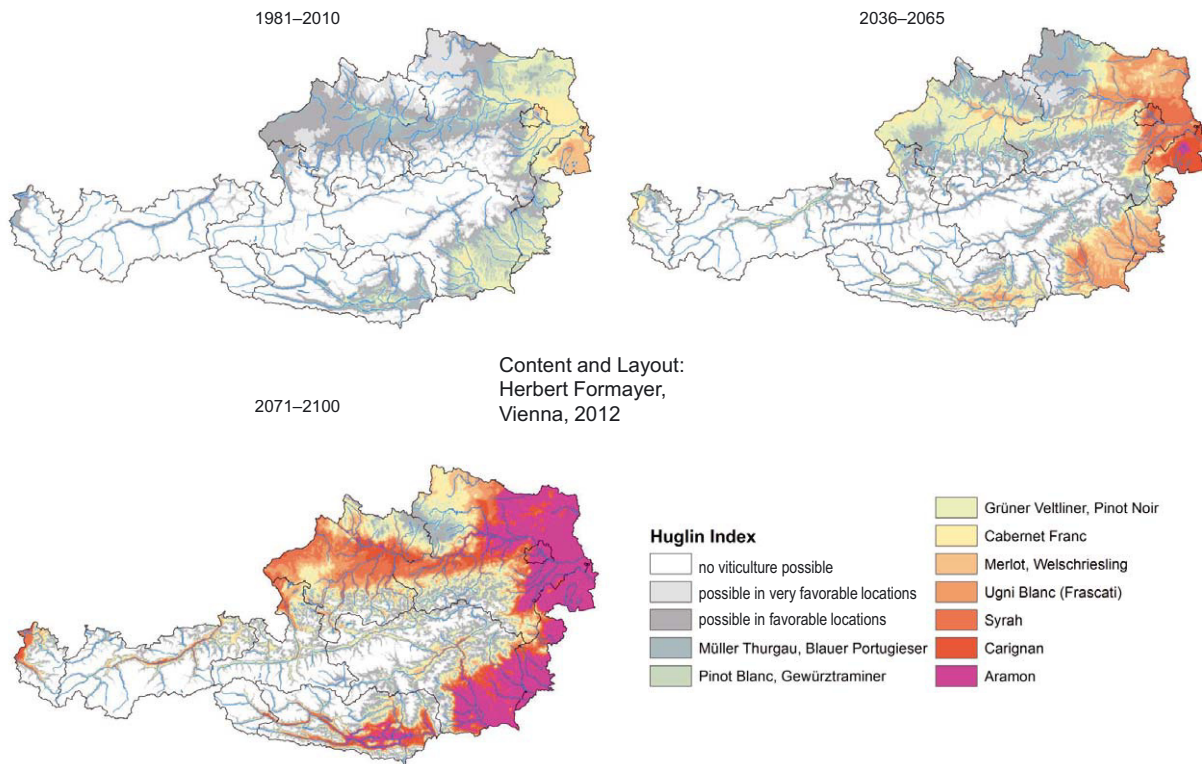 1981–2010
2036–2065
Content and Layout:
Herbert Formayer,
Vienna, 2012
2071–2100
Huglin Index
no viticulture possible
possible in very favorable locations
possible in favorable locations
Müller Thurgau, Blauer Portugieser
Pinot Blanc, Gewürztraminer
Grüner Veltliner, Pinot Noir
Cabernet Franc
Merlot, Welschriesling
Ugni Blanc (Frascati)
Syrah
Carignan
Aramon